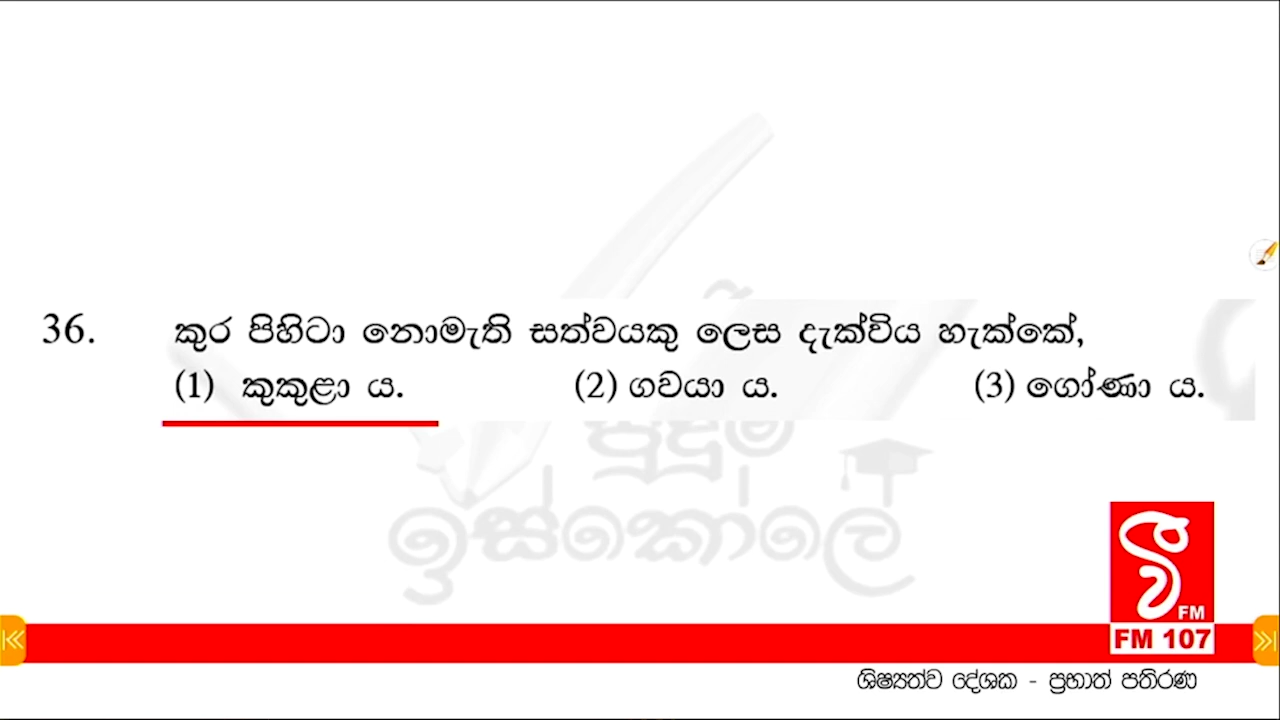 36. කුර පිහිටා නොමැති සත්වයකු ලෙස දැක්විය හැක්කේ,
(1) කුකුළා ය. (2) ගවයා ය. (3) ගෝණා ය.
පුදුම
ඉස්කොලේ
වී
FM
FM 107
ශිෂ්‍යත්ව දේශක - ප්‍රභාත් පතිරණ